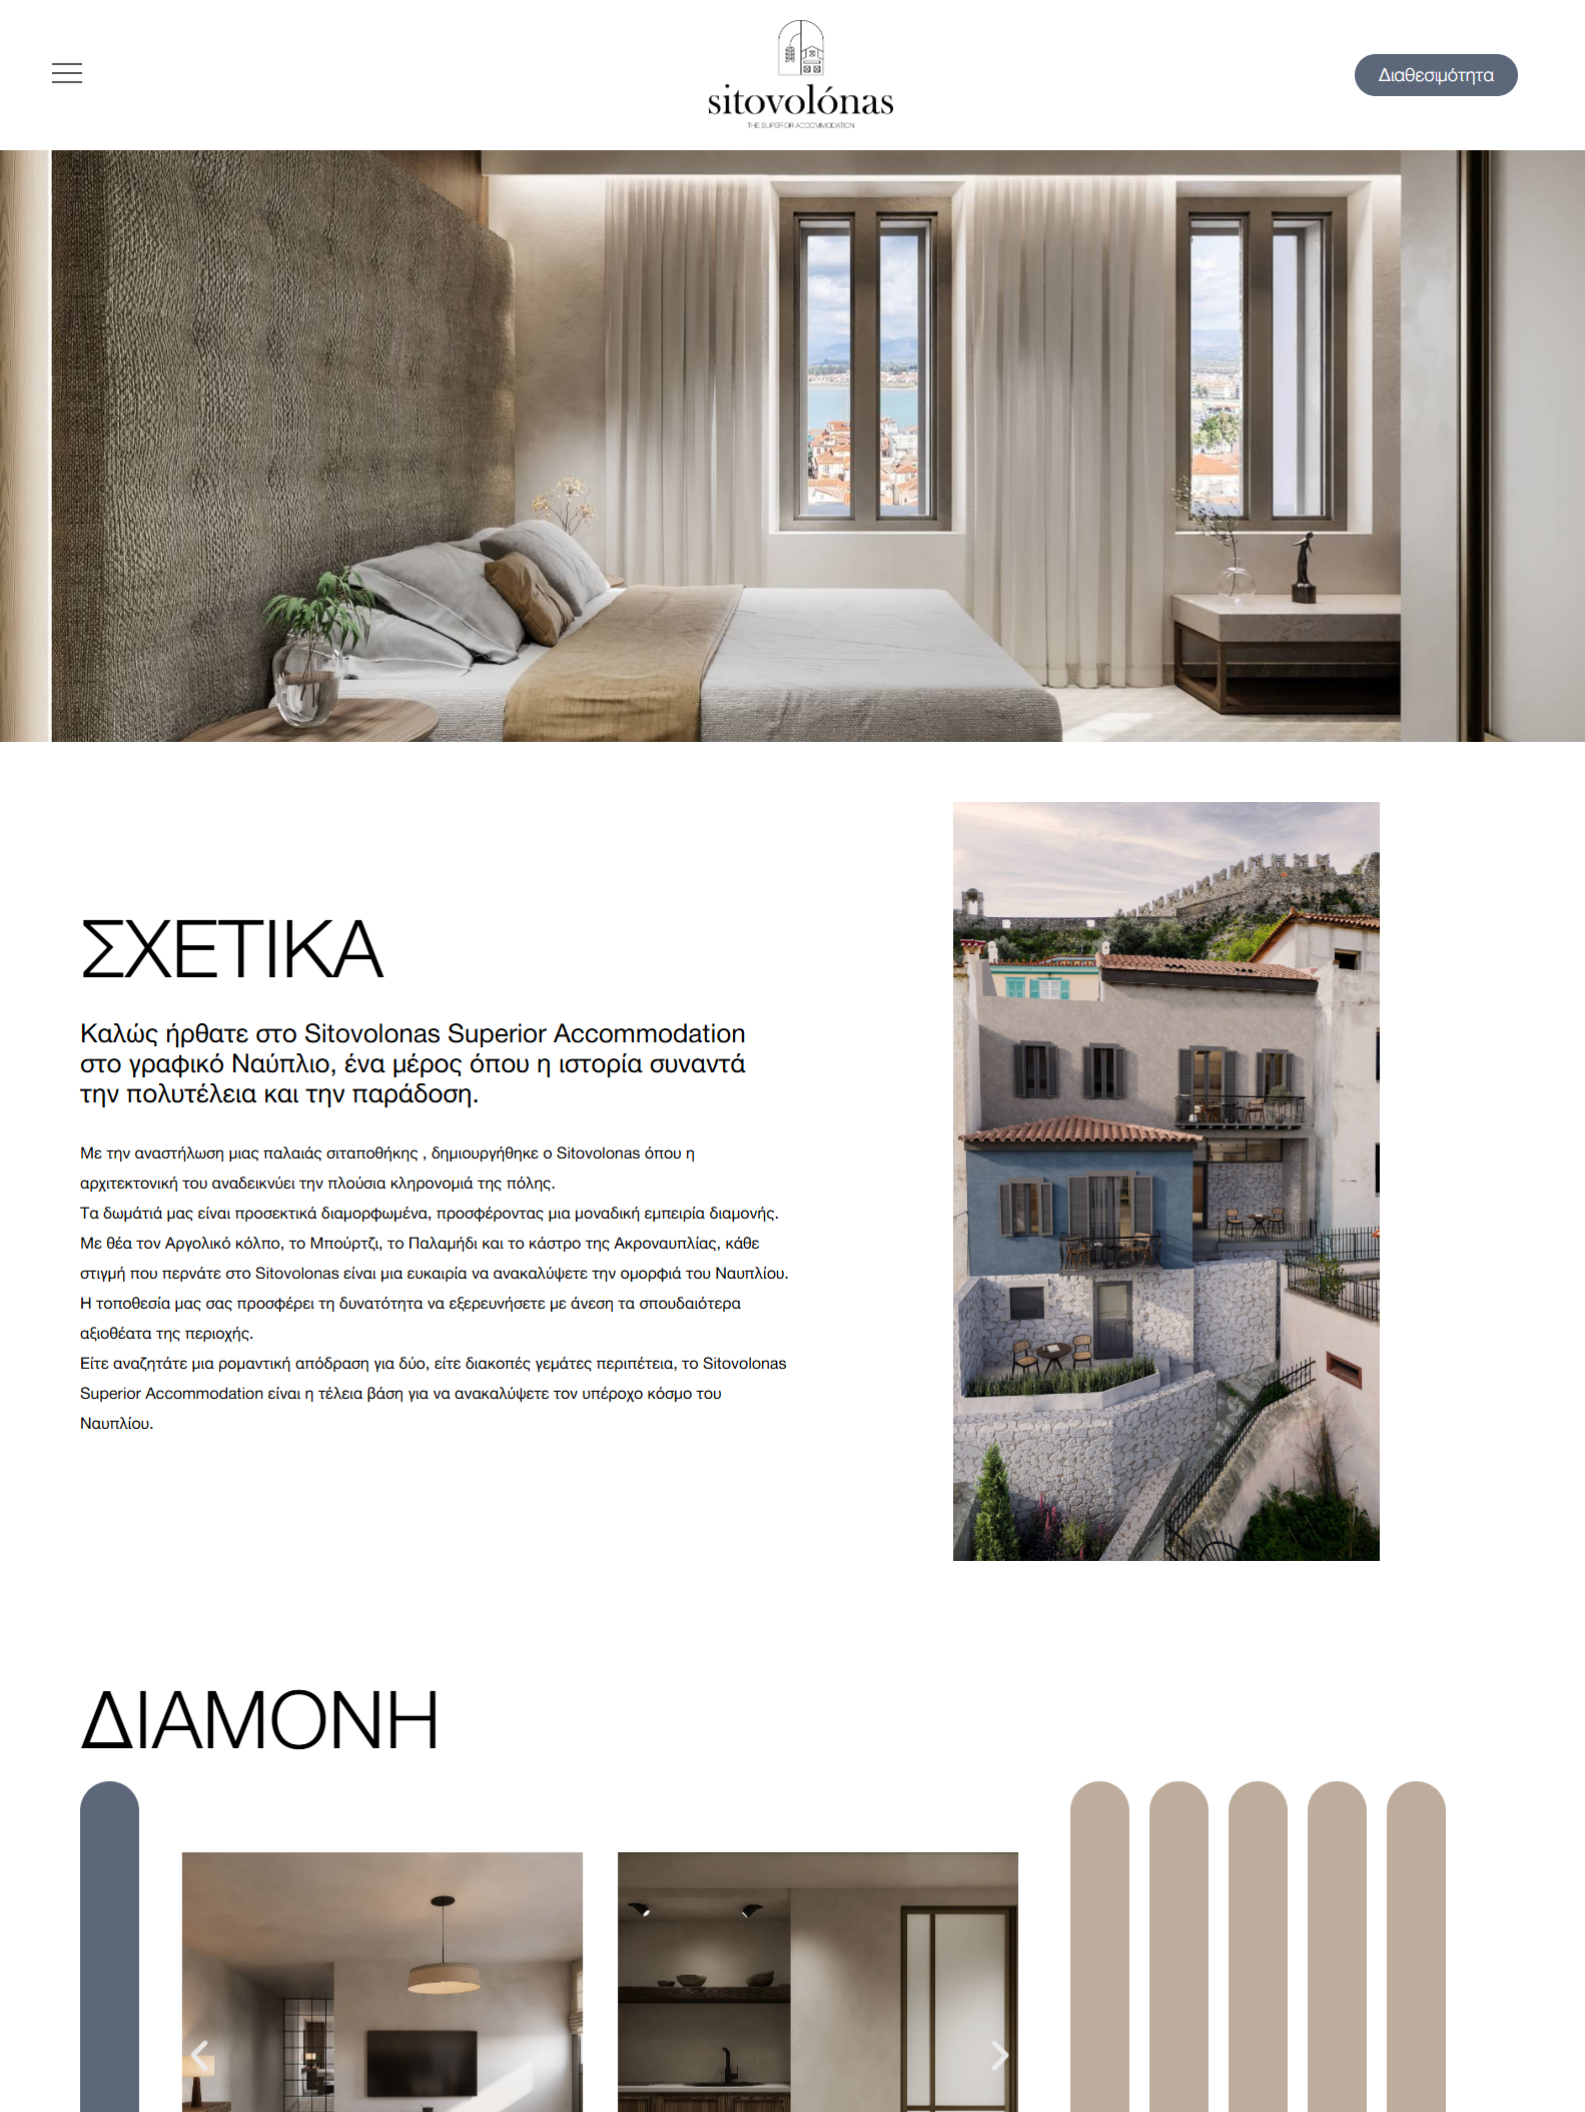 Διαθεσιμότητα
sitovolónas
THE SUPERIOR ACCOMMODATION
ΣΧΕΤΙΚΑ
Καλώς ήρθατε στο Sitovolonas Superior Accommodation
στο γραφικό Ναύπλιο, ένα μέρος όπου η ιστορία συναντά
την πολυτέλεια και την παράδοση.
Με την αναστήλωση μιας παλαιάς σιταποθήκης , δημιουργήθηκε ο Sitovolonas όπου η
αρχιτεκτονική του αναδεικνύει την πλούσια κληρονομιά της πόλης.
Τα δωμάτιά μας είναι προσεκτικά διαμορφωμένα, προσφέροντας μια μοναδική εμπειρία διαμονής.
Με θέα τον Αργολικό κόλπο, το Μπούρτζι, το Παλαμήδι και το κάστρο της Ακροναυπλίας, κάθε
στιγμή που περνάτε στο Sitovolonas είναι μια ευκαιρία να ανακαλύψετε την ομορφιά του Ναυπλίου.
Η τοποθεσία μας σας προσφέρει τη δυνατότητα να εξερευνήσετε με άνεση τα σπουδαιότερα
αξιοθέατα της περιοχής.
Είτε αναζητάτε μια ρομαντική απόδραση για δύο, είτε διακοπές γεμάτες περιπέτεια, το Sitovolonas
Superior Accommodation είναι η τέλεια βάση για να ανακαλύψετε τον υπέροχο κόσμο του
Ναυπλίου.
ΔΙΑΜΟΝΗ